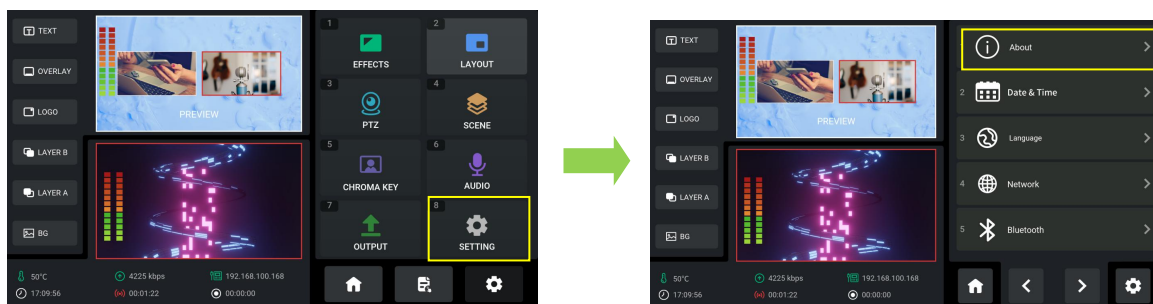 TEXT
OVERLAY
LOGO
LAYER B
LAYER A
BG
PREVIEW
1
EFFECTS
2
LAYOUT
3
PTZ
4
SCENE
5
CHROMA KEY
6
AUDIO
7
OUTPUT
8
SETTING
50°C
4225 kbps
192.168.100.168
17:09:56
00:01:22
00:00:00
TEXT
OVERLAY
LOGO
LAYER B
LAYER A
BG
PREVIEW
About
2 Date & Time
3 Language
4 Network
5 Bluetooth
50°C
4225 kbps
192.168.100.168
17:09:56
00:01:22
00:00:00